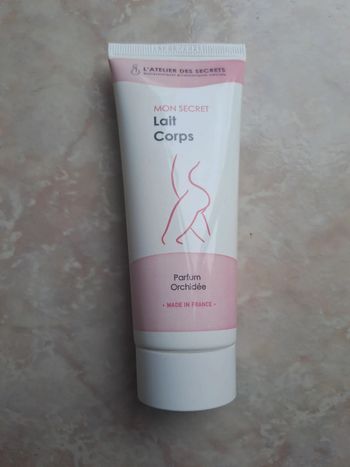 L'ATELIER DES SECRETS
MON SECRET
Lait
Corps
Parfum
Orchidée
- MADE IN FRANCE -